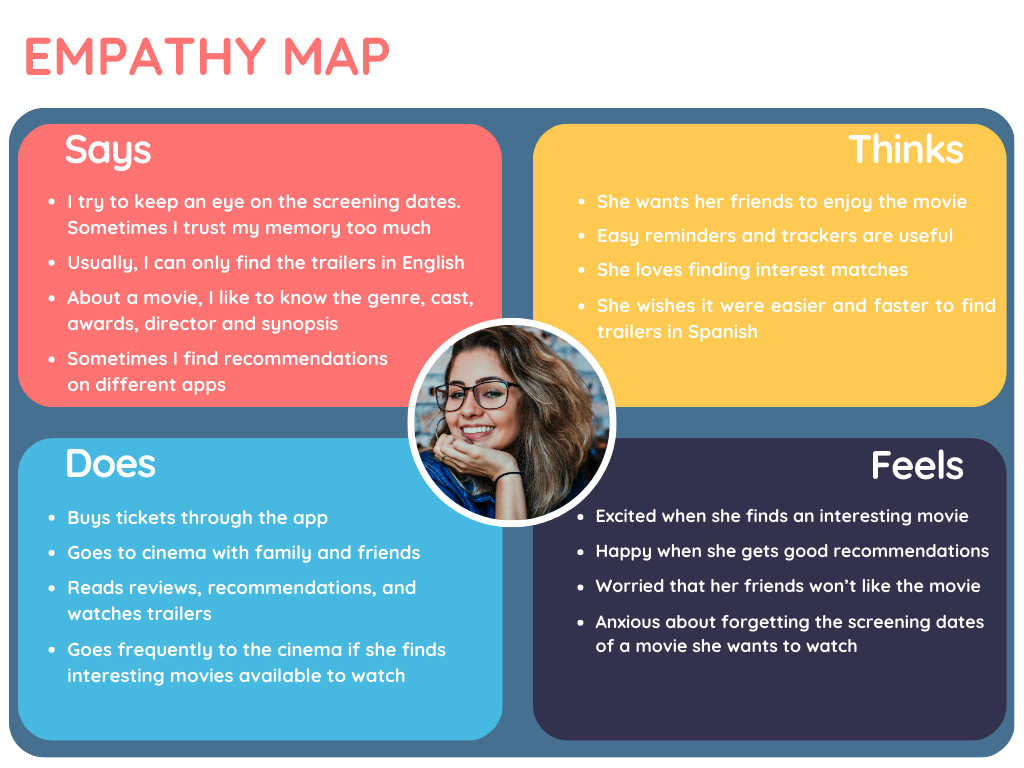 EMPATHY MAP
Says
• I try to keep an eye on the screening dates.
Sometimes I trust my memory too much
• Usually, I can only find the trailers in English
• About a movie, I like to know the genre, cast,
awards, director and synopsis
• Sometimes I find recommendations
on different apps
Thinks
• She wants her friends to enjoy the movie
• Easy reminders and trackers are useful
• She loves finding interest matches
• She wishes it were easier and faster to find
trailers in Spanish
Does
• Buys tickets through the app
• Goes to cinema with family and friends
• Reads reviews, recommendations, and
watches trailers
• Goes frequently to the cinema if she finds
interesting movies available to watch
Feels
• Excited when she finds an interesting movie
• Happy when she gets good recommendations
• Worried that her friends won’t like the movie
• Anxious about forgetting the screening dates
of a movie she wants to watch